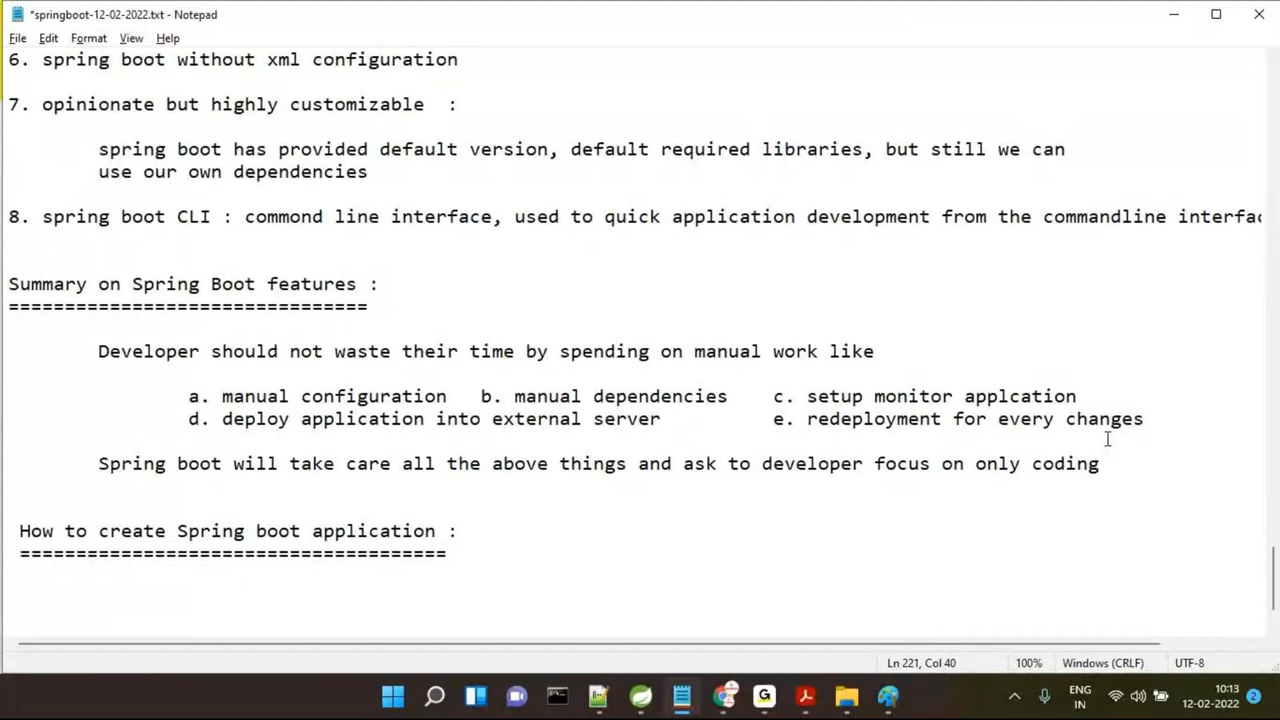 *springboot-12-02-2022.txt - Notepad
File Edit Format View Help
6. spring boot without xml configuration
7. opinionate but highly customizable :
spring boot has provided default version, default required libraries, but still we can
use our own dependencies
8. spring boot CLI : commond line interface, used to quick application development from the commandline interfac
Summary on Spring Boot features :
================================
Developer should not waste their time by spending on manual work like
a. manual configuration b. manual dependencies c. setup monitor applcation
d. deploy application into external server e. redeployment for every changes
Spring boot will take care all the above things and ask to developer focus on only coding
How to create Spring boot application :
======================================
Ln 221, Col 40 100% Windows (CRLF) UTF-8
ENG
IN
10:13
12-02-2022
2
G